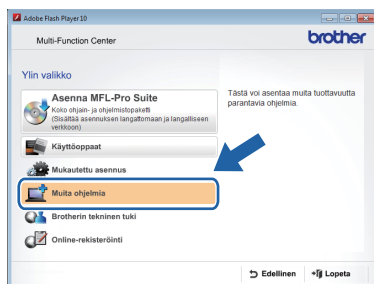 Adobe Flash Player 10
Multi-Function Center
brother
Ylin valikko
Asenna MFL-Pro Suite
Koko ohjain- ja ohjelmistopaketti
(Sisältää asennuksen langattomaan ja langalliseen
verkkoon)
Käyttöoppaat
Mukautettu asennus
Muita ohjelmia
Brotherin tekninen tuki
Online-rekisteröinti
Tästä voi asentaa muita tuottavuutta
parantavia ohjelmia.
Edellinen
Lopeta